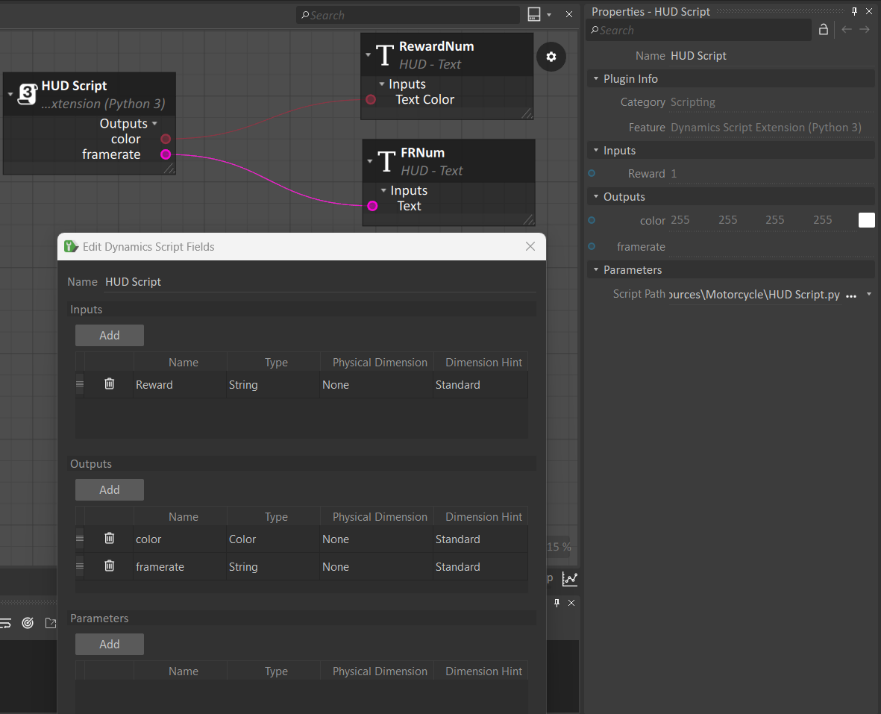 Search
Properties - HUD Script
Search
Name HUD Script
Plugin Info
Category Scripting
Feature Dynamics Script Extension (Python 3)
Inputs
Reward 1
Outputs
color 255 255 255 255
framerate
Parameters
Script Path ources\Motorcycle\HUD Script.py ...
3
HUD Script
...xtension (Python 3)
Outputs
color
framerate
T
RewardNum
HUD - Text
Inputs
Text Color
T
FRNum
HUD - Text
Inputs
Text
15 %
p
Edit Dynamics Script Fields
Name HUD Script
Inputs
Add
Name Type Physical Dimension Dimension Hint
Reward String None Standard
Outputs
Add
Name Type Physical Dimension Dimension Hint
color Color None Standard
framerate String None Standard
Parameters
Add
Name Type Physical Dimension Dimension Hint